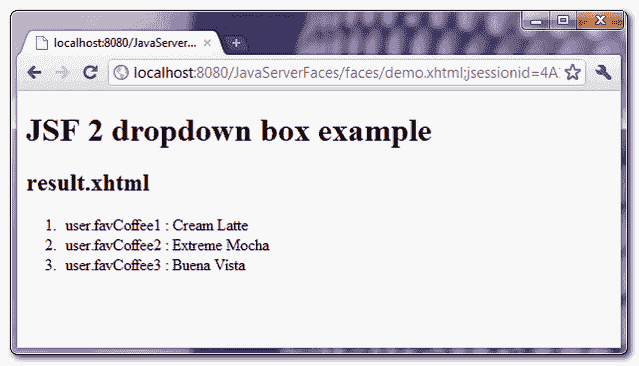 localhost:8080/JavaServer...
localhost:8080/JavaServerFaces/faces/demo.xhtml;jsessionid=4A
JSF 2 dropdown box example
result.xhtml
1. user.favCoffee1 : Cream Latte
2. user.favCoffee2 : Extreme Mocha
3. user.favCoffee3 : Buena Vista